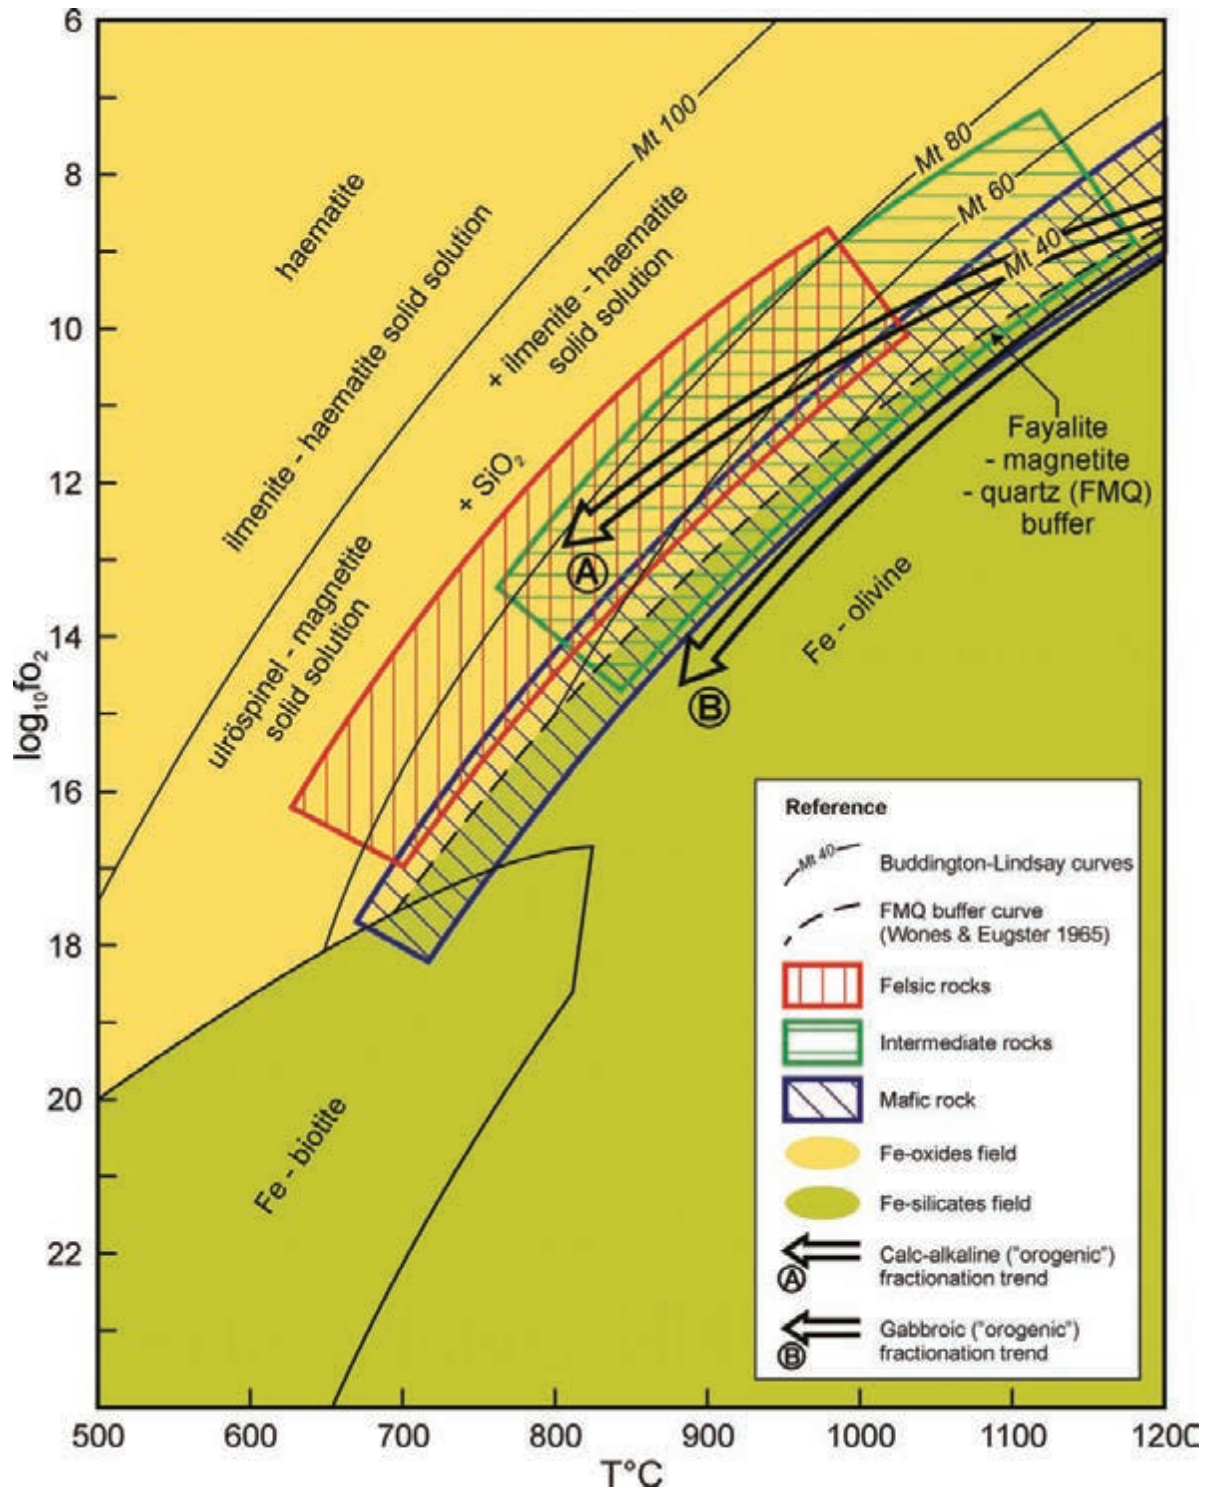 6
8
10
12
14
16
18
20
22
log₁₀fo₂
500
600
700
800
900
1000
1100
1200
T°C
haematite
ilmenite - haematite solid solution
ulröspinel - magnetite
solid solution
+ SiO₂
+ ilmenite - haematite
solid solution
Mt 100
Mt 80
Mt 60
Mt 40
A
B
Fayalite
- magnetite
- quartz (FMQ)
buffer
Fe - olivine
Fe - biotite
Reference
Mt 40
Buddington-Lindsay curves
FMQ buffer curve
(Wones & Eugster 1965)
Felsic rocks
Intermediate rocks
Mafic rock
Fe-oxides field
Fe-silicates field
A
Calc-alkaline ("orogenic")
fractionation trend
B
Gabbroic ("orogenic")
fractionation trend